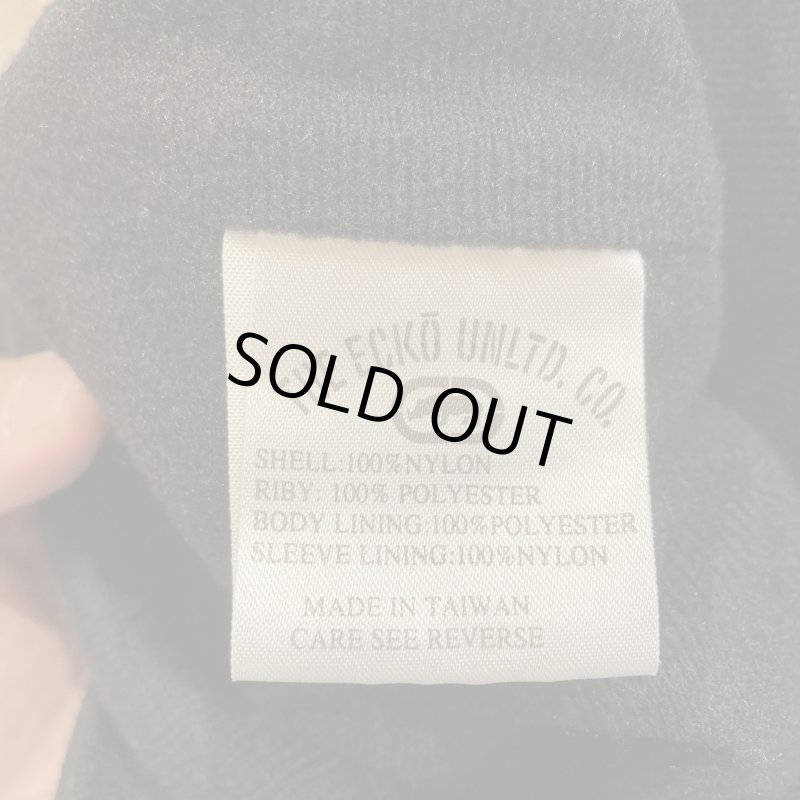 THE ECKŌ UNLTD. CO.
SOLD OUT
SHELL:100%NYLON
RIBY: 100% POLYESTER
BODY LINING:100%POLYESTER
SLEEVE LINING:100%NYLON
MADE IN TAIWAN
CARE SEE REVERSE